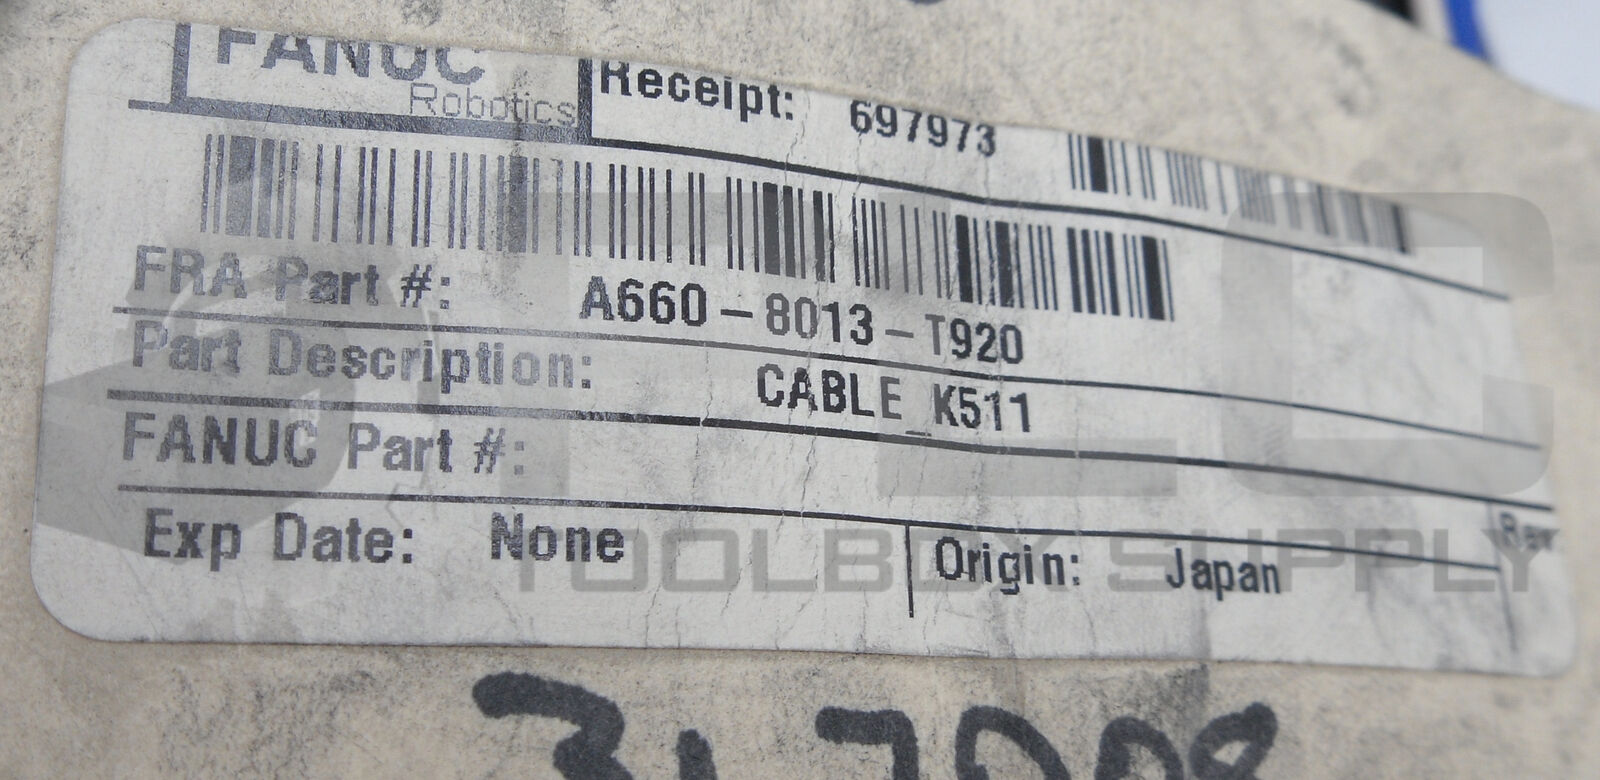 FANUC
Robotics
Receipt: 697973
FRA Part #: A660-8013-T920
Part Description: CABLE_K511
FANUC Part #:
Rev
Exp Date: None
Origin: Japan
TOOLBOX SUPPLY